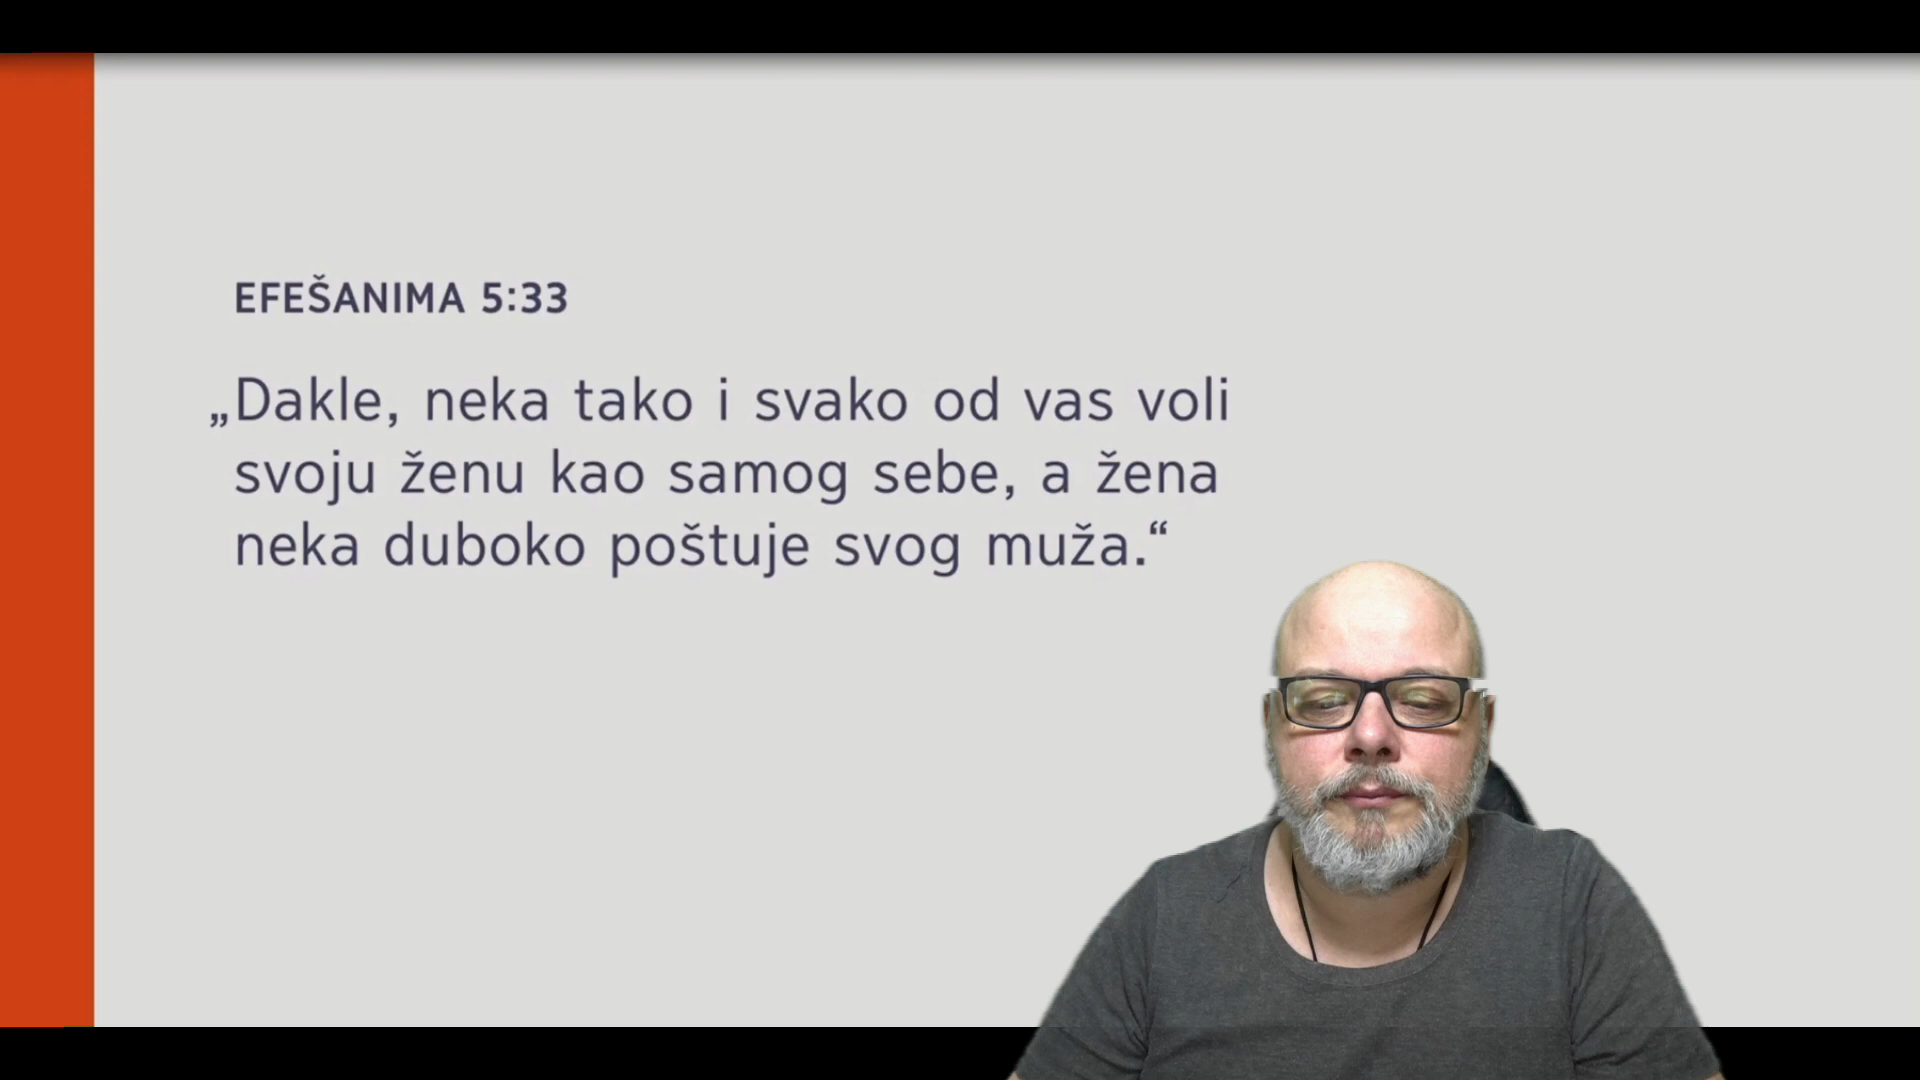 EFEŠANIMA 5:33
„Dakle, neka tako i svako od vas voli
svoju ženu kao samog sebe, a žena
neka duboko poštuje svog muža.“